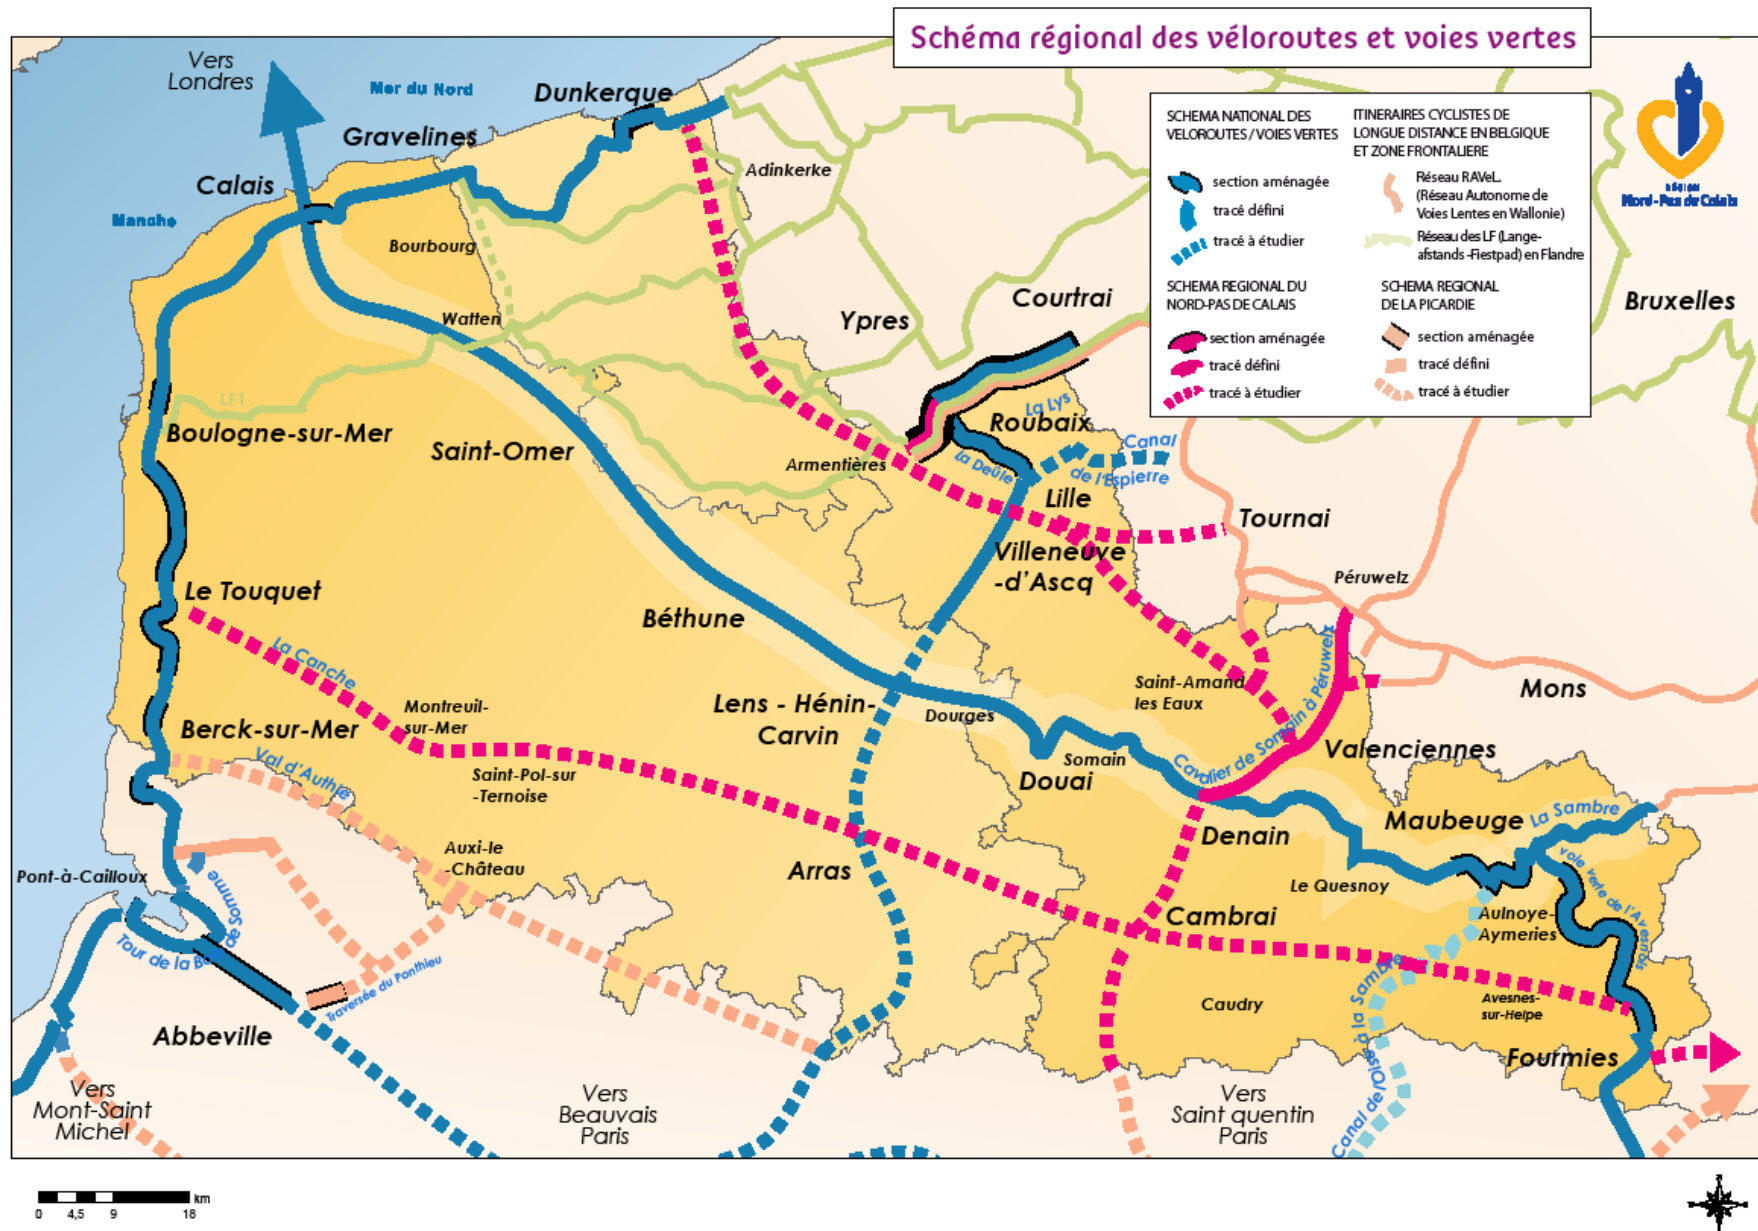 Schéma régional des véloroutes et voies vertes
SCHEMA NATIONAL DES
VELOROUTES / VOIES VERTES
section aménagée
tracé défini
tracé à étudier
SCHEMA REGIONAL DU
NORD-PAS DE CALAIS
section aménagée
tracé défini
tracé à étudier
ITINERAIRES CYCLISTES DE
LONGUE DISTANCE EN BELGIQUE
ET ZONE FRONTALIERE
Réseau RAVeL.
(Réseau Autonome de
Voies Lentes en Wallonie)
Réseau des LF (Lange-
afstands -Fiestpad) en Flandre
SCHEMA REGIONAL
DE LA PICARDIE
section aménagée
tracé défini
tracé à étudier
RÉGION
Nord-Pas de Calais
Vers
Londres
Mer du Nord
Dunkerque
Gravelines
Calais
Manche
Adinkerke
Bourbourg
Watten
Ypres
Courtrai
Bruxelles
LF1
Boulogne-sur-Mer
Saint-Omer
La Lys
Roubaix
Armentières
La Deûle
Canal
de l'Espierre
Lille
Tournai
Villeneuve
-d'Ascq
Péruwelz
Le Touquet
Béthune
La Canche
Saint-Amand
les Eaux
Cavalier de Somain à Péruwelz
Mons
Montreuil-
sur-Mer
Lens - Hénin-
Carvin
Dourges
Berck-sur-Mer
Val d'Authie
Valenciennes
Somain
Douai
Saint-Pol-sur
-Ternoise
Maubeuge
La Sambre
Denain
Auxi-le
-Château
Arras
Pont-à-Cailloux
Le Quesnoy
voie verte de l'Avesnois
Tour de la Baie de Somme
Cambrai
Aulnoye-
Aymeries
Traversée du Ponthieu
Caudry
Avesnes-
sur-Helpe
Canal de l'Oise à la Sambre
Abbeville
Fourmies
Vers
Mont-Saint
Michel
Vers
Beauvais
Paris
Vers
Saint quentin
Paris
km
0 4,5 9 18